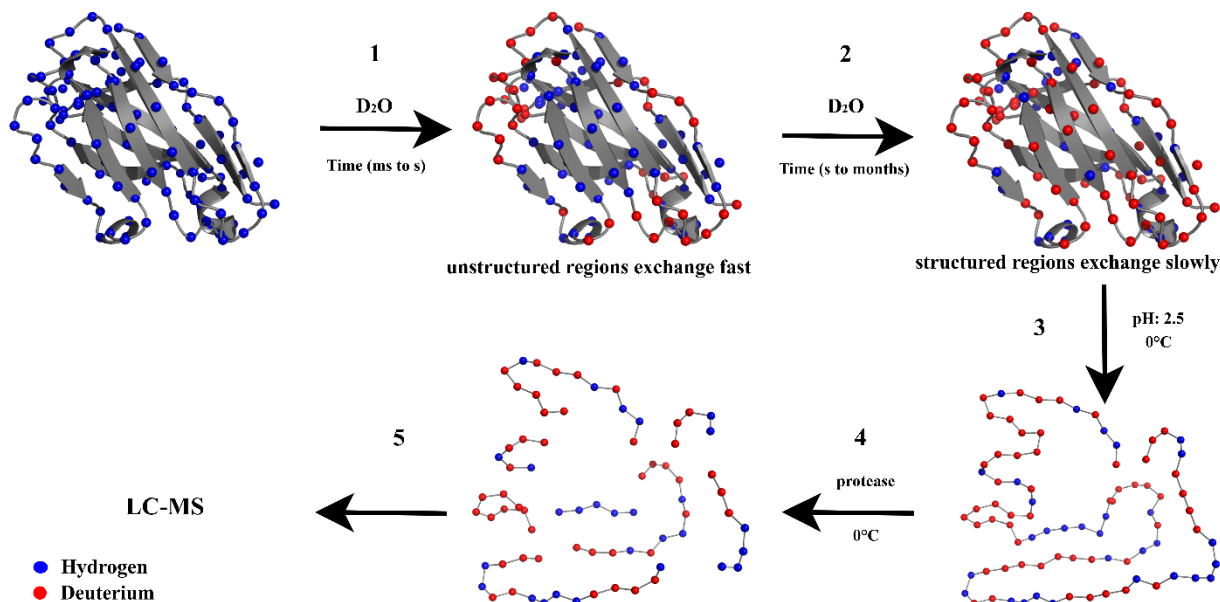 1
D₂O
Time (ms to s)
2
D₂O
Time (s to months)
unstructured regions exchange fast
structured regions exchange slowly
3
pH: 2.5
0°C
4
protease
0°C
5
LC-MS
Hydrogen
Deuterium